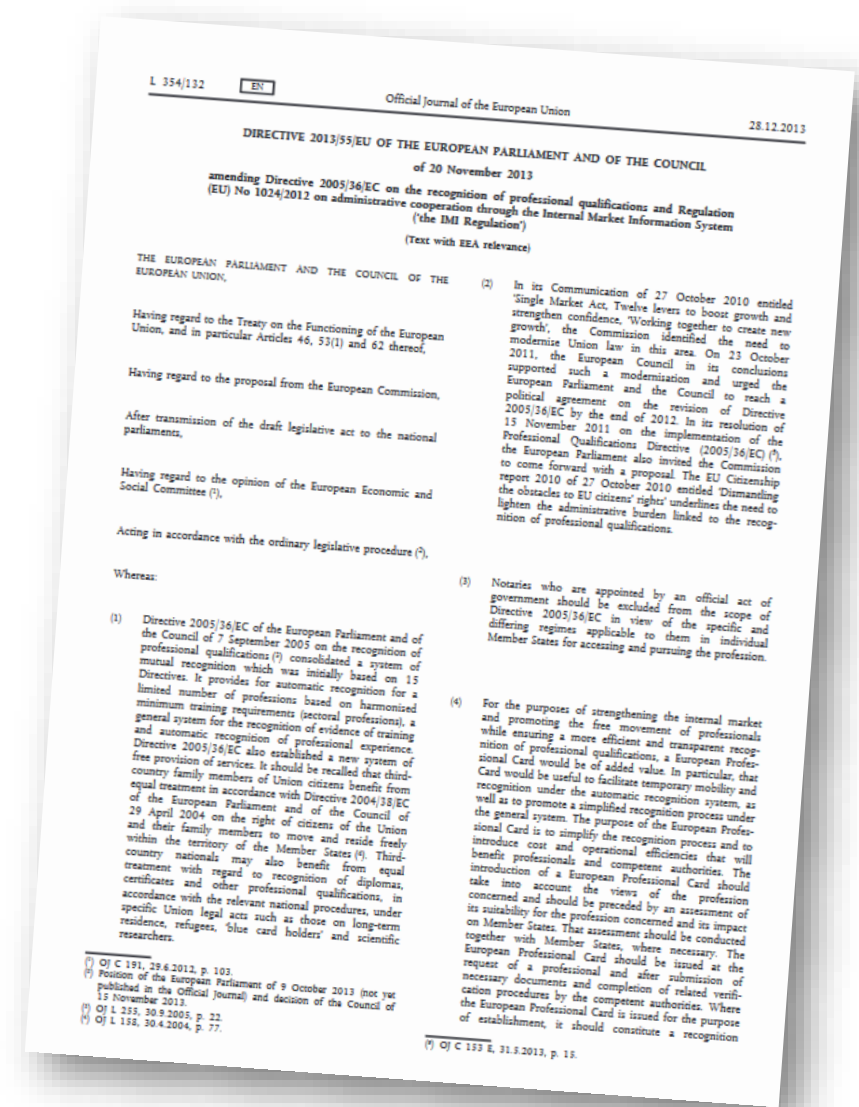 L 354/132
EN
Official Journal of the European Union
28.12.2013
DIRECTIVE 2013/55/EU OF THE EUROPEAN PARLIAMENT AND OF THE COUNCIL
of 20 November 2013
amending Directive 2005/36/EC on the recognition of professional qualifications and Regulation
(EU) No 1024/2012 on administrative cooperation through the Internal Market Information System
('the IMI Regulation')
(Text with EEA relevance)
THE EUROPEAN PARLIAMENT AND THE COUNCIL OF THE
EUROPEAN UNION,
Having regard to the Treaty on the Functioning of the European
Union, and in particular Articles 46, 53(1) and 62 thereof,
Having regard to the proposal from the European Commission,
After transmission of the draft legislative act to the national
parliaments,
Having regard to the opinion of the European Economic and
Social Committee (¹),
Acting in accordance with the ordinary legislative procedure (²),
Whereas:
(1) Directive 2005/36/EC of the European Parliament and of
the Council of 7 September 2005 on the recognition of
professional qualifications (³) consolidated a system of
mutual recognition which was initially based on 15
Directives. It provides for automatic recognition for a
limited number of professions based on harmonised
minimum training requirements (sectoral professions), a
general system for the recognition of evidence of training
and automatic recognition of professional experience.
Directive 2005/36/EC also established a new system of
free provision of services. It should be recalled that third-
country family members of Union citizens benefit from
equal treatment in accordance with Directive 2004/38/EC
of the European Parliament and of the Council of
29 April 2004 on the right of citizens of the Union
and their family members to move and reside freely
within the territory of the Member States (⁴). Third-
country nationals may also benefit from equal
treatment with regard to recognition of diplomas,
certificates and other professional qualifications, in
accordance with the relevant national procedures, under
specific Union legal acts such as those on long-term
residence, refugees, 'blue card holders' and scientific
researchers.
(¹) OJ C 191, 29.6.2012, p. 103.
(²) Position of the European Parliament of 9 October 2013 (not yet
published in the Official Journal) and decision of the Council of
15 November 2013.
(³) OJ L 255, 30.9.2005, p. 22.
(⁴) OJ L 158, 30.4.2004, p. 77.
(2) In its Communication of 27 October 2010 entitled
'Single Market Act, Twelve levers to boost growth and
strengthen confidence, 'Working together to create new
growth', the Commission identified the need to
modernise Union law in this area. On 23 October
2011, the European Council in its conclusions
supported such a modernisation and urged the
European Parliament and the Council to reach a
political agreement on the revision of Directive
2005/36/EC by the end of 2012. In its resolution of
15 November 2011 on the implementation of the
Professional Qualifications Directive (2005/36/EC) (⁵),
the European Parliament also invited the Commission
to come forward with a proposal. The EU Citizenship
report 2010 of 27 October 2010 entitled 'Dismantling
the obstacles to EU citizens' rights' underlines the need to
lighten the administrative burden linked to the recog-
nition of professional qualifications.
(3) Notaries who are appointed by an official act of
government should be excluded from the scope of
Directive 2005/36/EC in view of the specific and
differing regimes applicable to them in individual
Member States for accessing and pursuing the profession.
(4) For the purposes of strengthening the internal market
and promoting the free movement of professionals
while ensuring a more efficient and transparent recog-
nition of professional qualifications, a European Profes-
sional Card would be of added value. In particular, that
Card would be useful to facilitate temporary mobility and
recognition under the automatic recognition system, as
well as to promote a simplified recognition process under
the general system. The purpose of the European Profes-
sional Card is to simplify the recognition process and to
introduce cost and operational efficiencies that will
benefit professionals and competent authorities. The
introduction of a European Professional Card should
take into account the views of the profession
concerned and should be preceded by an assessment of
its suitability for the profession concerned and its impact
on Member States. That assessment should be conducted
together with Member States, where necessary. The
European Professional Card should be issued at the
request of a professional and after submission of
necessary documents and completion of related verifi-
cation procedures by the competent authorities. Where
the European Professional Card is issued for the purpose
of establishment, it should constitute a recognition
(⁵) OJ C 153 E, 31.5.2013, p. 15.